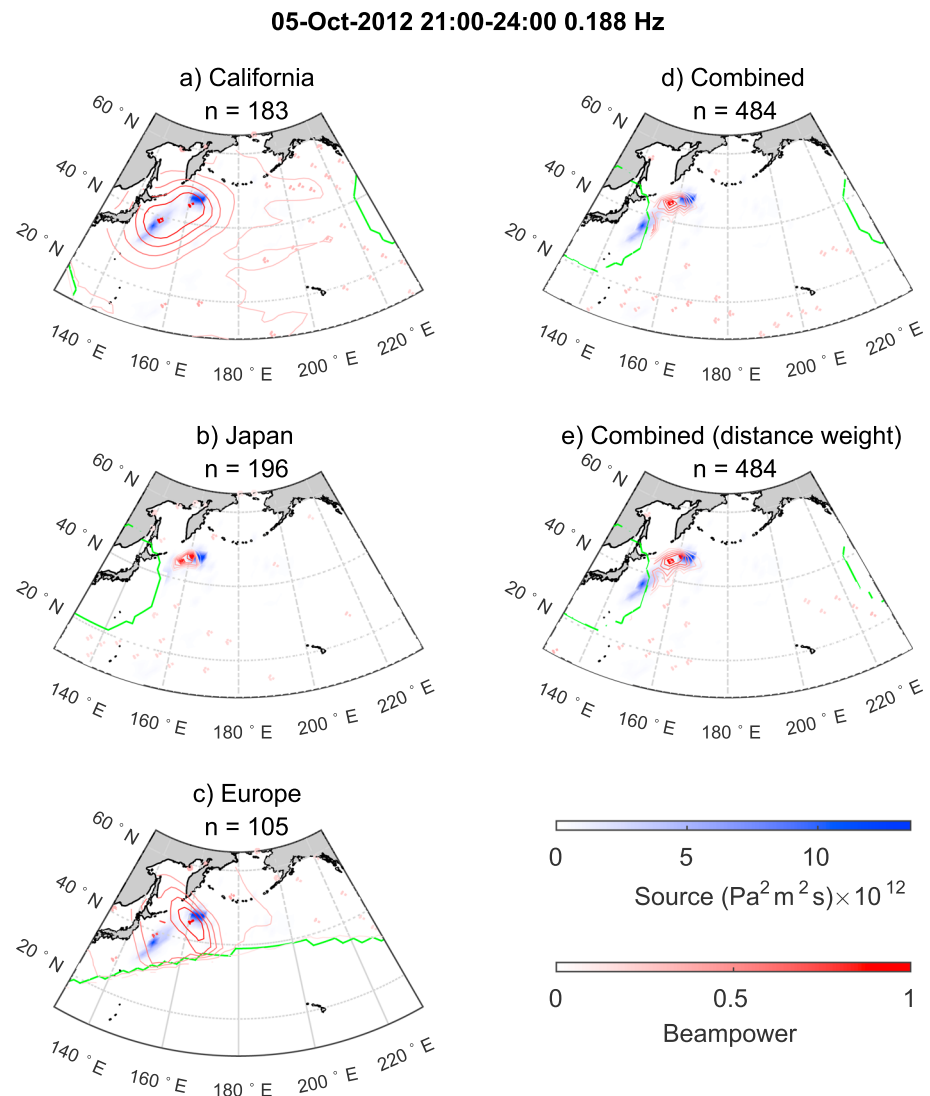 05-Oct-2012 21:00-24:00 0.188 Hz
a) California
n = 183
60 °N
40 °N
20 °N
140 °E
160 °E
180 °E
200 °E
220 °E
d) Combined
n = 484
60 °N
40 °N
20 °N
140 °E
160 °E
180 °E
200 °E
220 °E
b) Japan
n = 196
60 °N
40 °N
20 °N
140 °E
160 °E
180 °E
200 °E
220 °E
e) Combined (distance weight)
n = 484
60 °N
40 °N
20 °N
140 °E
160 °E
180 °E
200 °E
220 °E
c) Europe
n = 105
60 °N
40 °N
20 °N
140 °E
160 °E
180 °E
200 °E
220 °E
0 5 10
Source (Pa²m²s)×10¹²
0 0.5 1
Beampower